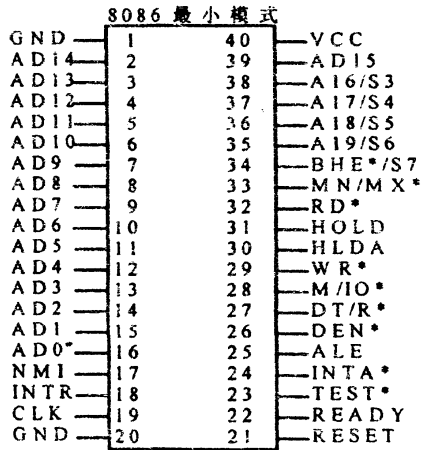 8086 最小模式
GND 1 40 VCC
AD14 2 39 AD15
AD13 3 38 A16/S3
AD12 4 37 A17/S4
AD11 5 36 A18/S5
AD10 6 35 A19/S6
AD9 7 34 BHE*/S7
AD8 8 33 MN/MX*
AD7 9 32 RD*
AD6 10 31 HOLD
AD5 11 30 HLDA
AD4 12 29 WR*
AD3 13 28 M/IO*
AD2 14 27 DT/R*
AD1 15 26 DEN*
AD0 16 25 ALE
NMI 17 24 INTA*
INTR 18 23 TEST*
CLK 19 22 READY
GND 20 21 RESET